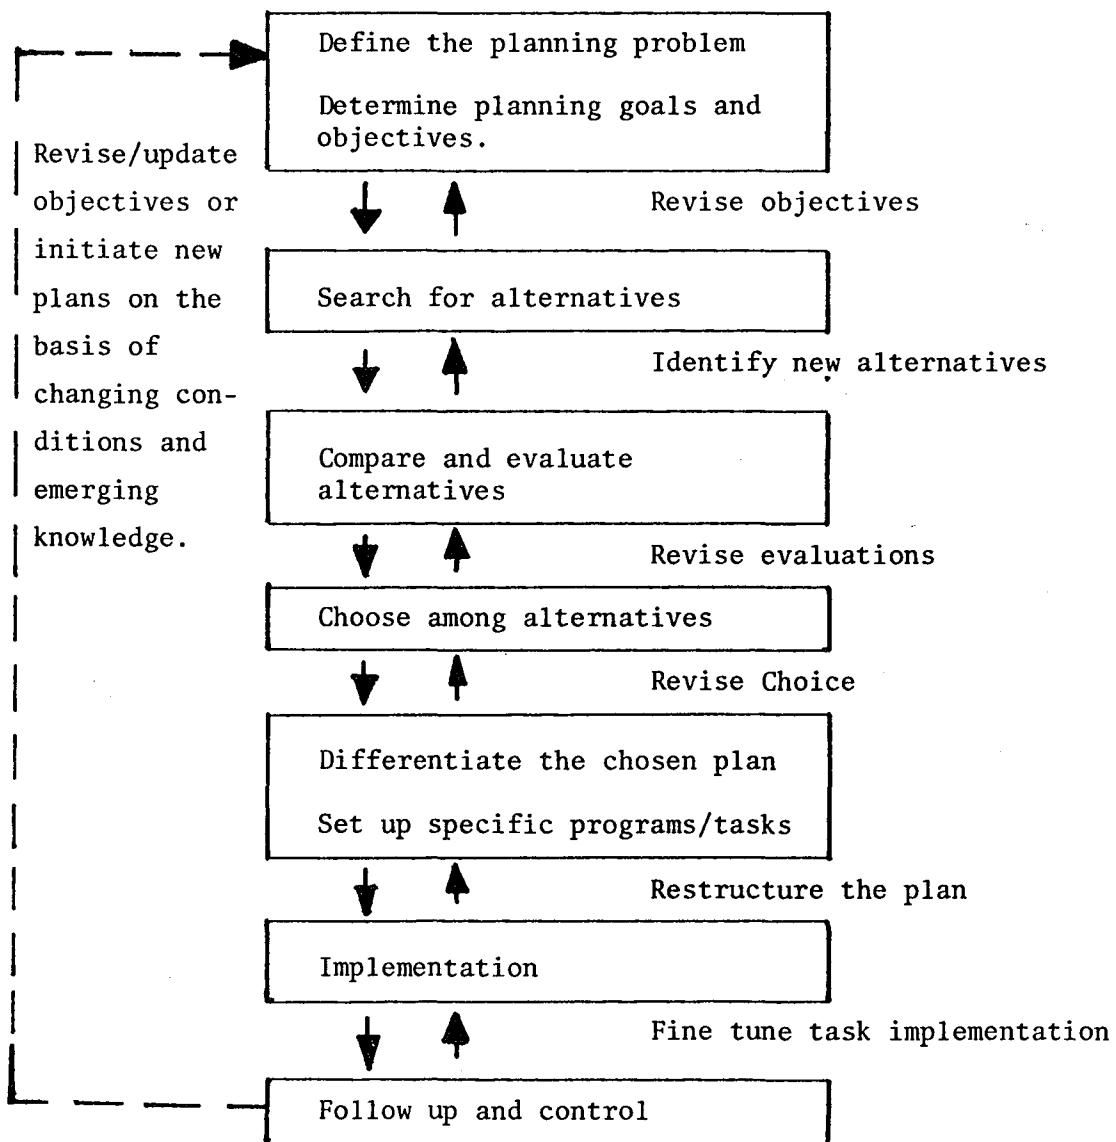 Define the planning problem
Determine planning goals and
objectives.
Revise/update
objectives or
initiate new
plans on the
basis of
changing con-
ditions and
emerging
knowledge.
Revise objectives
Search for alternatives
Identify new alternatives
Compare and evaluate
alternatives
Revise evaluations
Choose among alternatives
Revise Choice
Differentiate the chosen plan
Set up specific programs/tasks
Restructure the plan
Implementation
Fine tune task implementation
Follow up and control